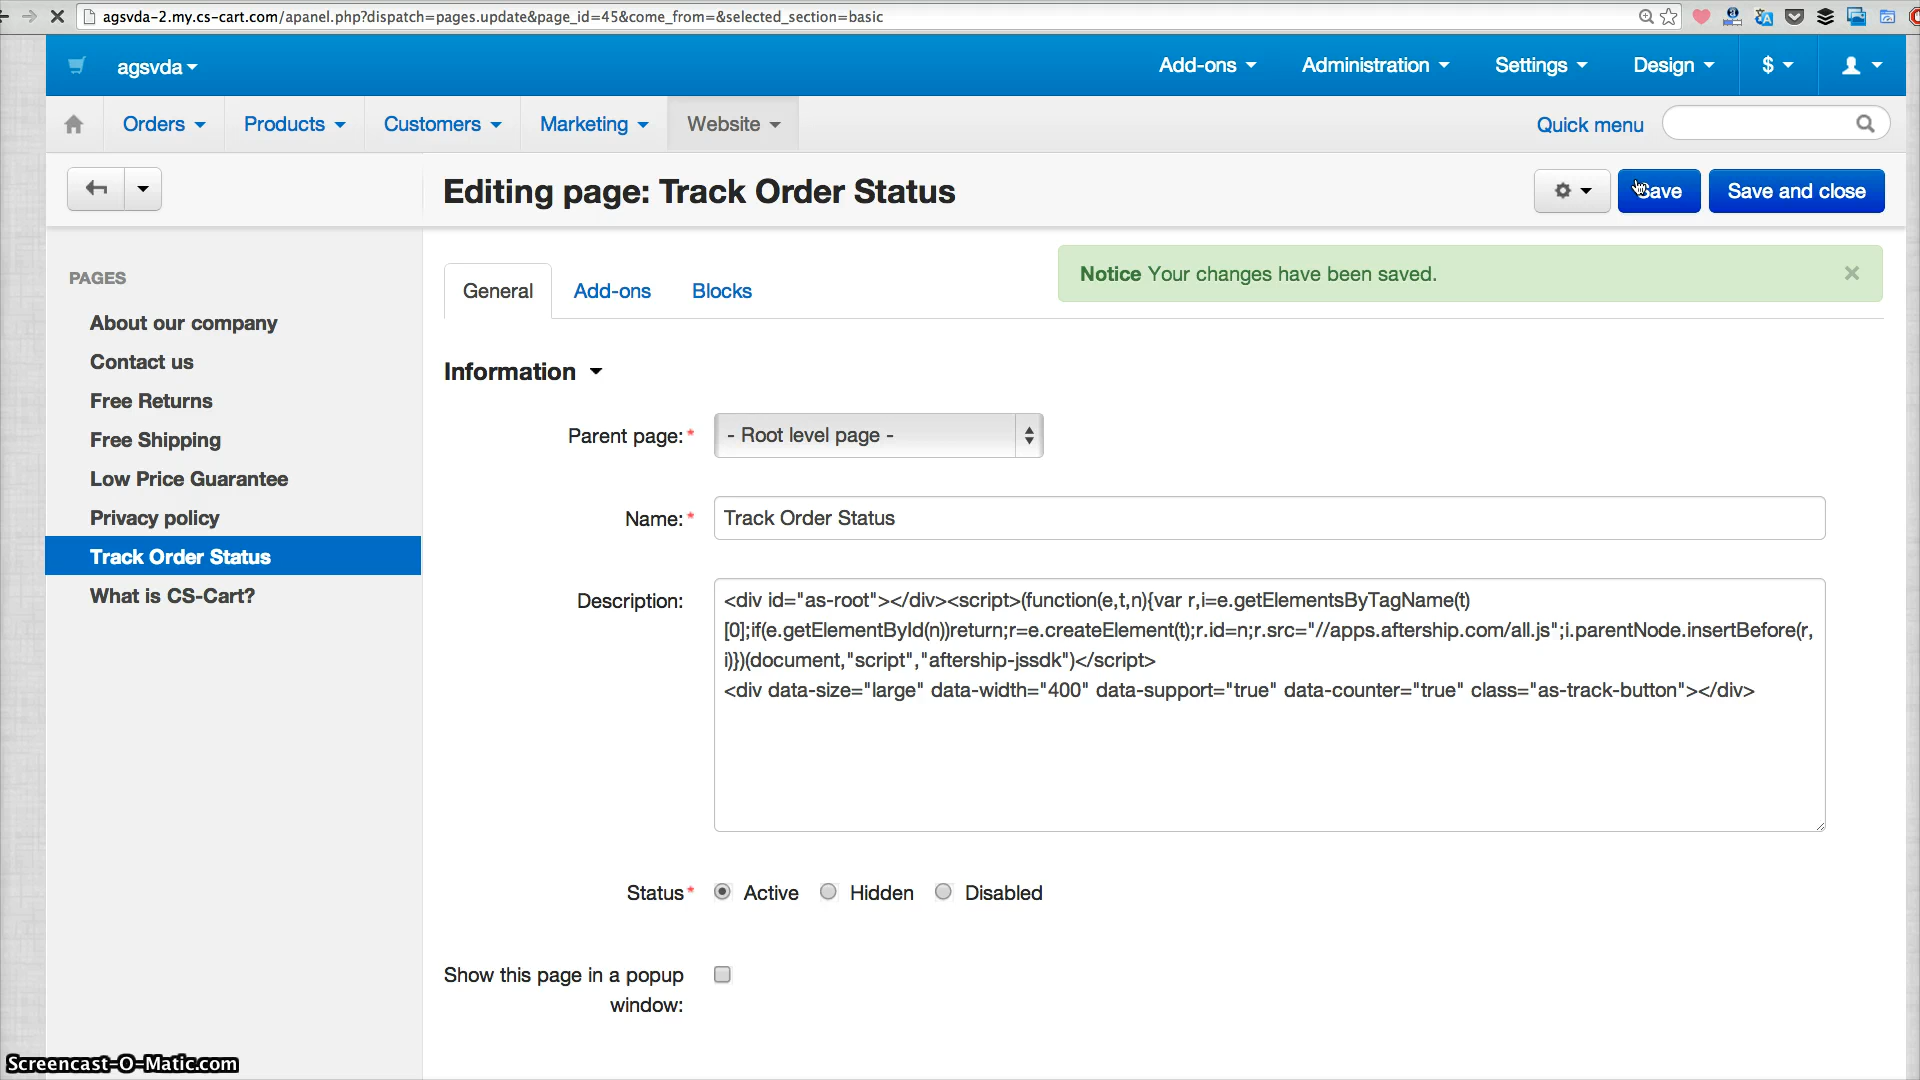 agsvda-2.my.cs-cart.com/apanel.php?dispatch=pages.update&page_id=45&come_from=&selected_section=basic
agsvda
Add-ons
Administration
Settings
Design
$
Orders
Products
Customers
Marketing
Website
Quick menu
Editing page: Track Order Status
Save
Save and close
PAGES
About our company
Contact us
Free Returns
Free Shipping
Low Price Guarantee
Privacy policy
Track Order Status
What is CS-Cart?
General
Add-ons
Blocks
Notice Your changes have been saved.
×
Information
Parent page:*
- Root level page -
Name:*
Track Order Status
Description:
<div id="as-root"></div><script>(function(e,t,n){var r,i=e.getElementsByTagName(t)
[0];if(e.getElementById(n))return;r=e.createElement(t);r.id=n;r.src="//apps.aftership.com/all.js";i.parentNode.insertBefore(r,
i)})(document,"script","aftership-jssdk")</script>
<div data-size="large" data-width="400" data-support="true" data-counter="true" class="as-track-button"></div>
Status*
Active
Hidden
Disabled
Show this page in a popup
window:
Screencast-O-Matic.com